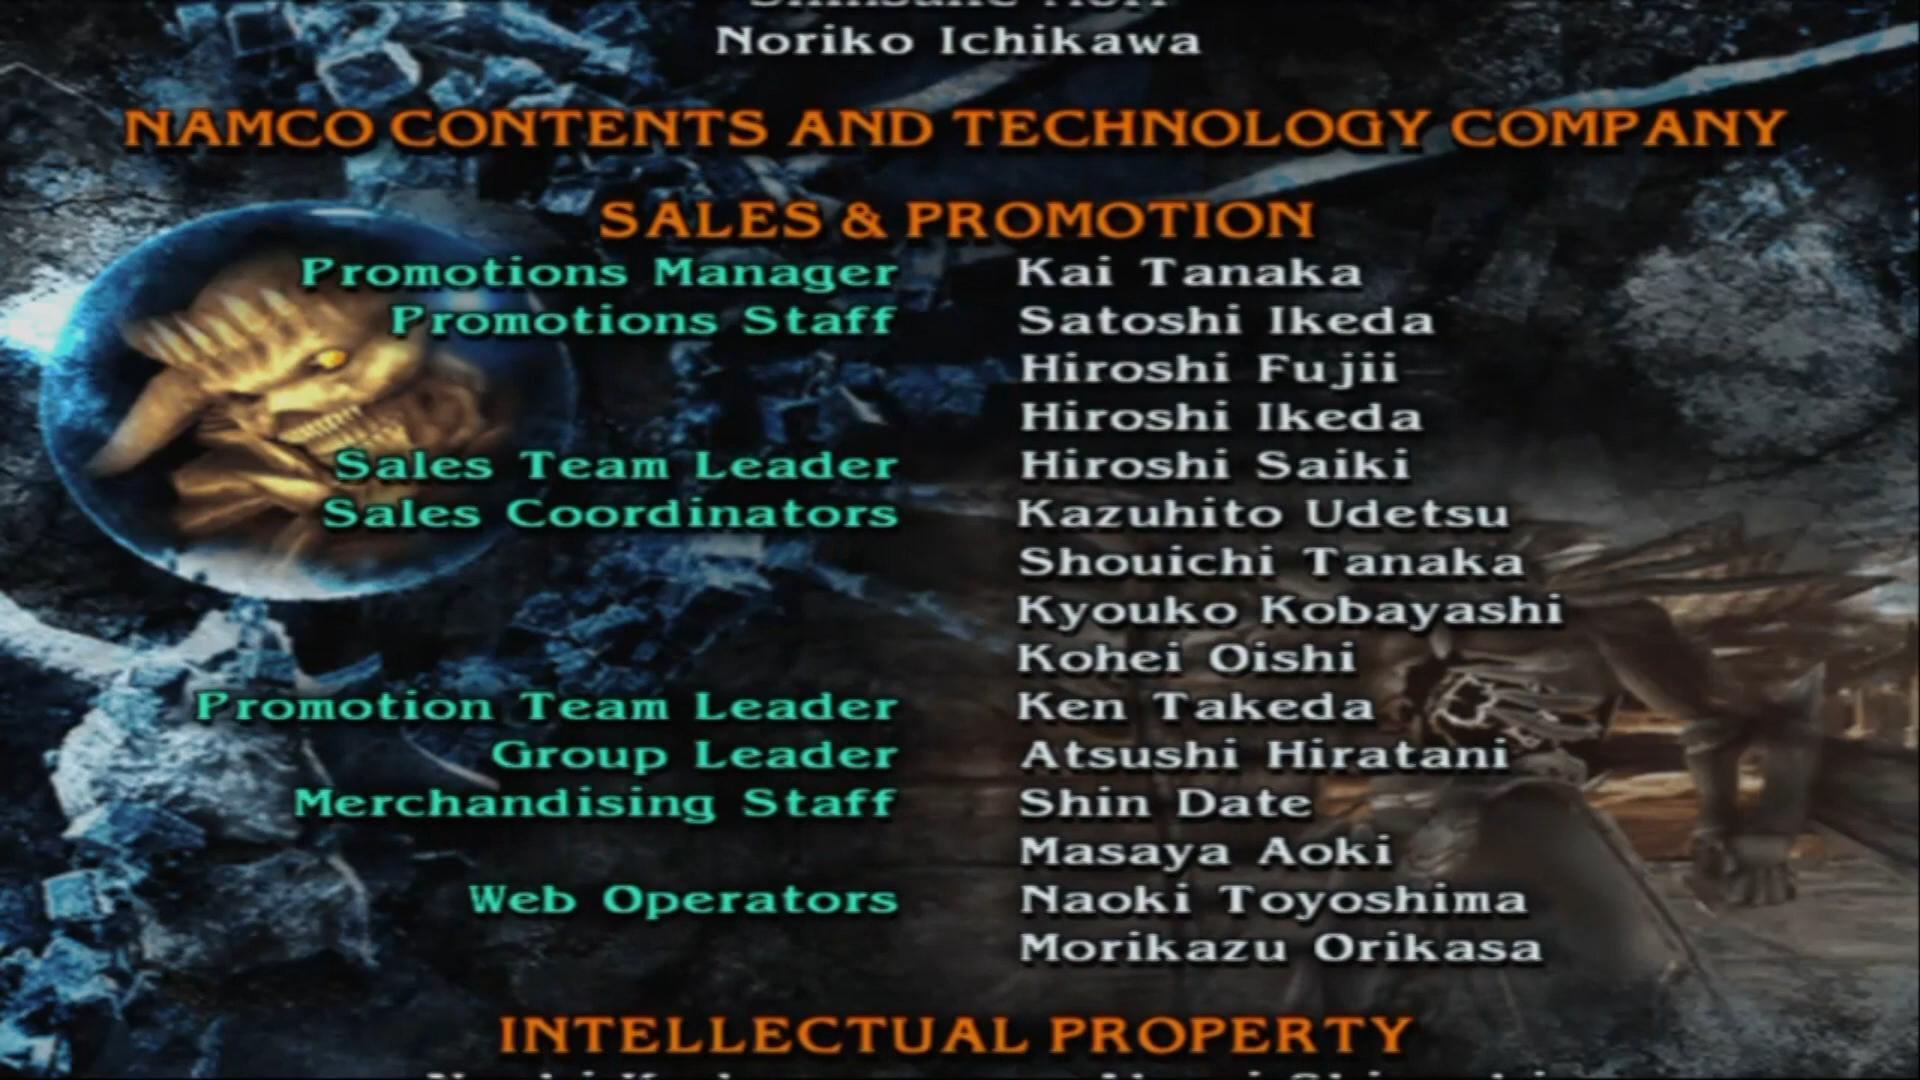 Noriko Ichikawa
NAMCO CONTENTS AND TECHNOLOGY COMPANY
SALES & PROMOTION
Promotions Manager Kai Tanaka
Promotions Staff Satoshi Ikeda
Hiroshi Fujii
Hiroshi Ikeda
Sales Team Leader Hiroshi Saiki
Sales Coordinators Kazuhito Udetsu
Shouichi Tanaka
Kyouko Kobayashi
Kohei Oishi
Promotion Team Leader Ken Takeda
Group Leader Atsushi Hiratani
Merchandising Staff Shin Date
Masaya Aoki
Web Operators Naoki Toyoshima
Morikazu Orikasa
INTELLECTUAL PROPERTY